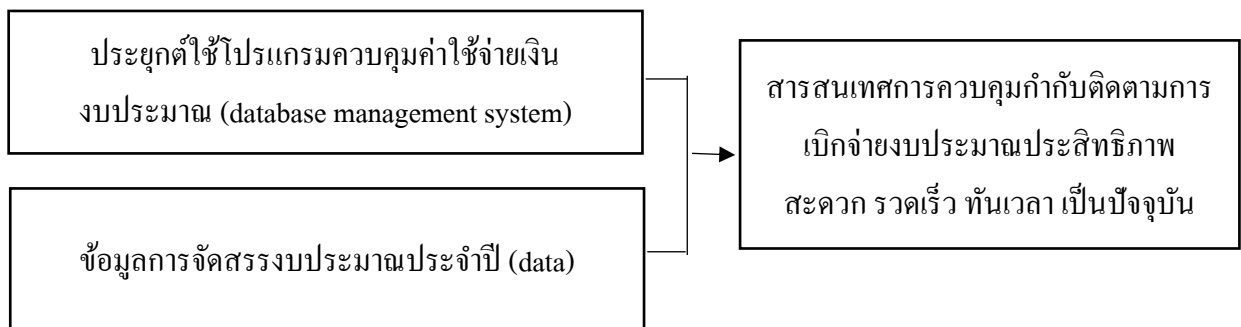 ประยุกต์ใช้โปรแกรมควบคุมค่าใช้จ่ายเงิน
งบประมาณ (database management system)
ข้อมูลการจัดสรรงบประมาณประจำปี (data)
สารสนเทศการควบคุมกำกับติดตามการ
เบิกจ่ายงบประมาณประสิทธิภาพ
สะดวก รวดเร็ว ทันเวลา เป็นปัจจุบัน